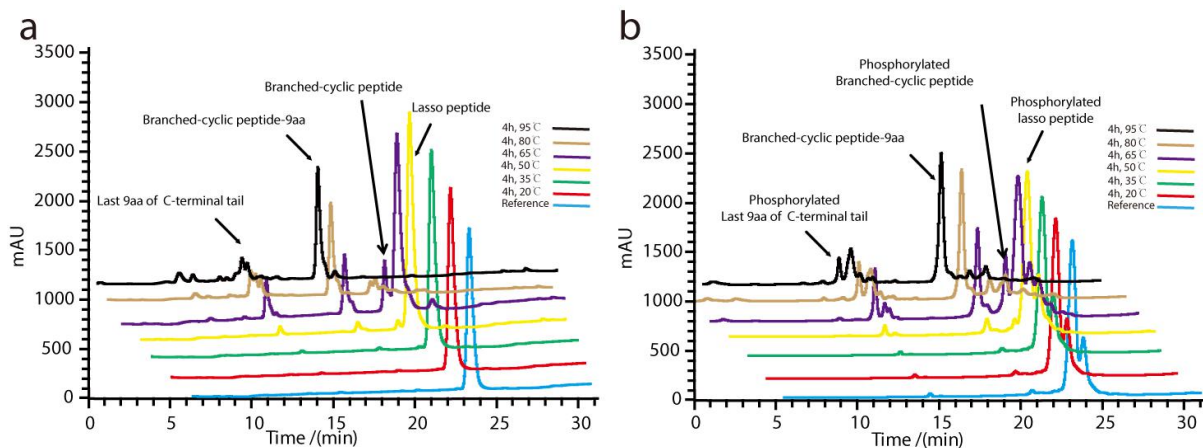 a
3500
3000
2500
2000
1500
1000
500
0
mAU
0 5 10 15 20 25 30
Time /(min)
Last 9aa of C-terminal tail
Branched-cyclic peptide-9aa
Branched-cyclic peptide
Lasso peptide
4h, 95℃
4h, 80℃
4h, 65℃
4h, 50℃
4h, 35℃
4h, 20℃
Reference
b
3500
3000
2500
2000
1500
1000
500
0
mAU
0 5 10 15 20 25 30
Time /(min)
Phosphorylated
Last 9aa of C-terminal tail
Branched-cyclic peptide-9aa
Phosphorylated
Branched-cyclic peptide
Phosphorylated
lasso peptide
4h, 95℃
4h, 80℃
4h, 65℃
4h, 50℃
4h, 35℃
4h, 20℃
Reference